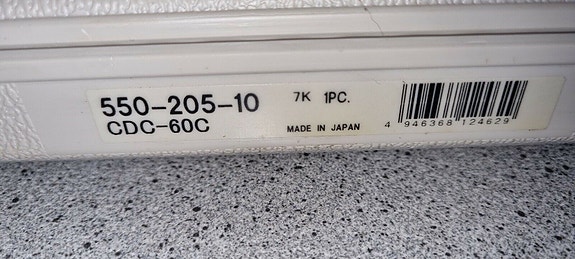 550-205-10 7K 1PC.
CDC-60C MADE IN JAPAN
4 946368 124629